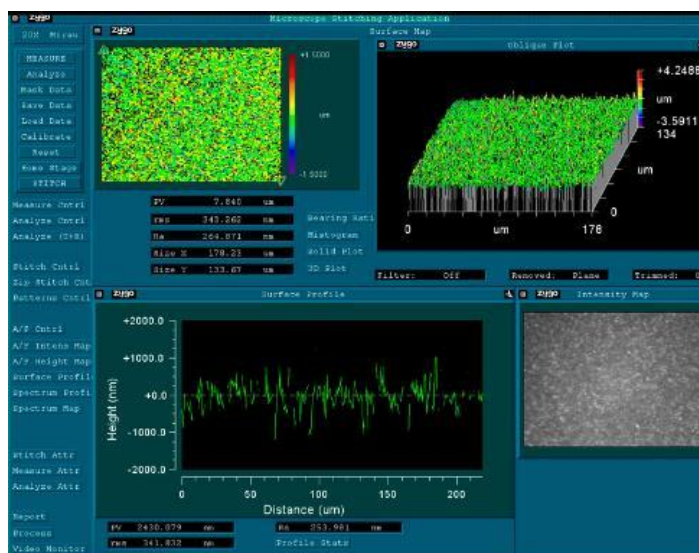 zygo
Microscope Stitching Application
20X Mirau
MEASURE
Analyze
Mask Data
Save Data
Load Data
Calibrate
Reset
Home Stage
STITCH
Measure Cntrl
Analyze Cntrl
Stitch Cntrl
Zip Stitch Cnt
Patterns Cntrl
A/F Cntrl
A/F Intens Map
A/F Height Map
Surface Profil
Spectrum Profi
Spectrum Map
Stitch Attr
Measure Attr
Analyze Attr
Report
Process
Video Monitor
zygo
Surface Map
+1.5000
um
-1.5000
PV 7.840 um
rms 343.262 nm
Ra 264.871 nm
Size X 178.23 um
Size Y 133.67 um
Bearing Rati
Histogram
Solid Plot
3D Plot
zygo
Oblique Plot
+4.2488
um
-3.5911
134
um
0
0
um
178
Filter: Off
Removed: Plane
Trimmed: 0
zygo
Surface Profile
+2000.0
+1000.0
+0.0
-1000.0
-2000.0
Height (nm)
0
50
100
150
200
Distance (um)
PV 2430.079 nm
Ra 253.981 nm
rms 341.832 nm
Profile Stats
zygo
Intensity Map